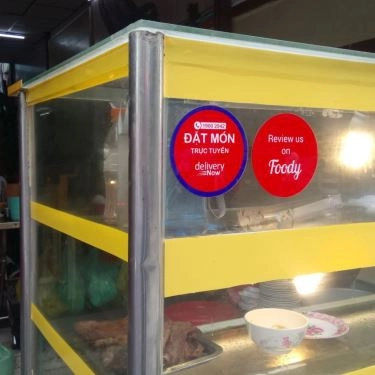 1900 2042
ĐẶT MÓN
TRỰC TUYẾN
delivery
Now
Review us
on
Foody